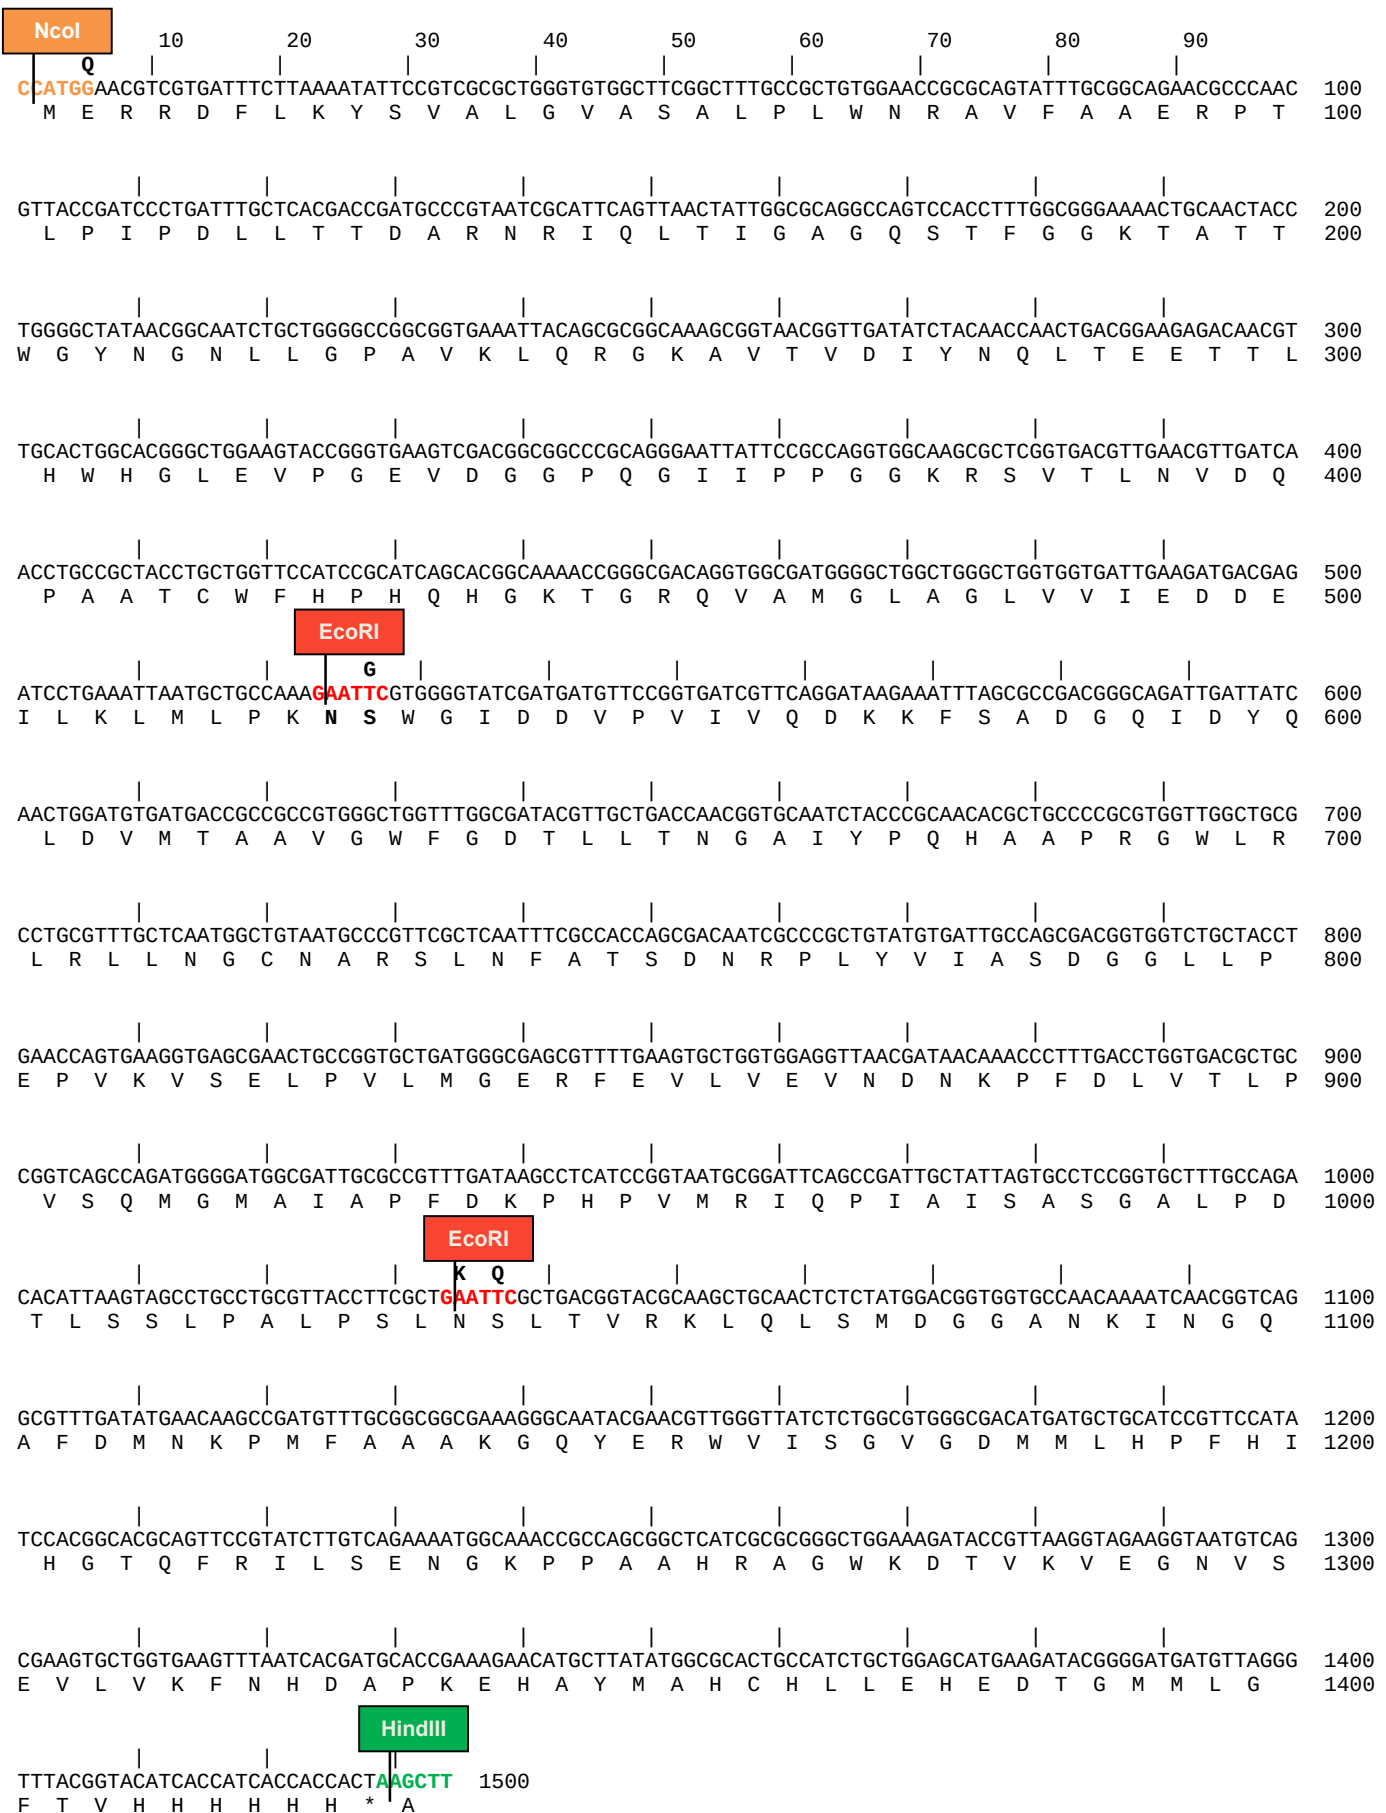 NcoI
10 20 30 40 50 60 70 80 90
Q | | | | | | | | |
CCATGGAACGTCGTGATTTCTTAAAATATTCCGTCGCGCTGGGTGTGGCTTCGGCTTTGCCGCTGTGGAACCGCGCAGTATTTGCGGCAGAACGCCCAAC 100
M E R R D F L K Y S V A L G V A S A L P L W N R A V F A A E R P T 100
| | | | | | | | |
GTTACCGATCCCTGATTTGCTCACGACCGATGCCCGTAATCGCATTCAGTTAACTATTGGCGCAGGCCAGTCCACCTTTGGCGGGAAAACTGCAACTACC 200
L P I P D L L T T D A R N R I Q L T I G A G Q S T F G G K T A T T 200
| | | | | | | | |
TGGGGCTATAACGGCAATCTGCTGGGGCCGGCGGTGAAATTACAGCGCGGCAAAGCGGTAACGGTTGATATCTACAACCAACTGACGGAAGAGACAACGT 300
W G Y N G N L L G P A V K L Q R G K A V T V D I Y N Q L T E E T T L 300
| | | | | | | | |
TGCACTGGCACGGGCTGGAAGTACCGGGTGAAGTCGACGGCGGCCCGCAGGGAATTATTCCGCCAGGTGGCAAGCGCTCGGTGACGTTGAACGTTGATCA 400
H W H G L E V P G E V D G G P Q G I I P P G G K R S V T L N V D Q 400
| | | | | | | | |
ACCTGCCGCTACCTGCTGGTTCCATCCGCATCAGCACGGCAAAACCGGGCGACAGGTGGCGATGGGGCTGGCTGGGCTGGTGGTGATTGAAGATGACGAG 500
P A A T C W F H P H Q H G K T G R Q V A M G L A G L V V I E D D E 500
EcoRI
| | G | | | | | | |
ATCCTGAAATTAATGCTGCCAAAGAATTCGTGGGGTATCGATGATGTTCCGGTGATCGTTCAGGATAAGAAATTTAGCGCCGACGGGCAGATTGATTATC 600
I L K L M L P K N S W G I D D V P V I V Q D K K F S A D G Q I D Y Q 600
| | | | | | | | |
AACTGGATGTGATGACCGCCGCCGTGGGCTGGTTTGGCGATACGTTGCTGACCAACGGTGCAATCTACCCGCAACACGCTGCCCCGCGTGGTTGGCTGCG 700
L D V M T A A V G W F G D T L L T N G A I Y P Q H A A P R G W L R 700
| | | | | | | | |
CCTGCGTTTGCTCAATGGCTGTAATGCCCGTTCGCTCAATTTCGCCACCAGCGACAATCGCCCGCTGTATGTGATTGCCAGCGACGGTGGTCTGCTACCT 800
L R L L N G C N A R S L N F A T S D N R P L Y V I A S D G G L L P 800
| | | | | | | | |
GAACCAGTGAAGGTGAGCGAACTGCCGGTGCTGATGGGCGAGCGTTTTGAAGTGCTGGTGGAGGTTAACGATAACAAACCCTTTGACCTGGTGACGCTGC 900
E P V K V S E L P V L M G E R F E V L V E V N D N K P F D L V T L P 900
| | | | | | | | |
CGGTCAGCCAGATGGGGATGGCGATTGCGCCGTTTGATAAGCCTCATCCGGTAATGCGGATTCAGCCGATTGCTATTAGTGCCTCCGGTGCTTTGCCAGA 1000
V S Q M G M A I A P F D K P H P V M R I Q P I A I S A S G A L P D 1000
EcoRI
| | | K Q | | | | | |
CACATTAAGTAGCCTGCCTGCGTTACCTTCGCTGAATTCGCTGACGGTACGCAAGCTGCAACTCTCTATGGACGGTGGTGCCAACAAAATCAACGGTCAG 1100
T L S S L P A L P S L N S L T V R K L Q L S M D G G A N K I N G Q 1100
| | | | | | | | |
GCGTTTGATATGAACAAGCCGATGTTTGCGGCGGCGAAAGGGCAATACGAACGTTGGGTTATCTCTGGCGTGGGCGACATGATGCTGCATCCGTTCCATA 1200
A F D M N K P M F A A A K G Q Y E R W V I S G V G D M M L H P F H I 1200
| | | | | | | | |
TCCACGGCACGCAGTTCCGTATCTTGTCAGAAAATGGCAAACCGCCAGCGGCTCATCGCGCGGGCTGGAAAGATACCGTTAAGGTAGAAGGTAATGTCAG 1300
H G T Q F R I L S E N G K P P A A H R A G W K D T V K V E G N V S 1300
| | | | | | | | |
CGAAGTGCTGGTGAAGTTTAATCACGATGCACCGAAAGAACATGCTTATATGGCGCACTGCCATCTGCTGGAGCATGAAGATACGGGGATGATGTTAGGG 1400
E V L V K F N H D A P K E H A Y M A H C H L L E H E D T G M M L G 1400
HindIII
| | |
TTTACGGTACATCACCATCACCACCACTAAGCTT 1500
F T V H H H H H H * A